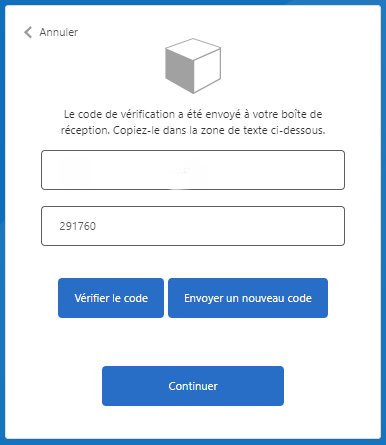 Annuler
Le code de vérification a été envoyé à votre boîte de
réception. Copiez-le dans la zone de texte ci-dessous.
291760
Vérifier le code
Envoyer un nouveau code
Continuer